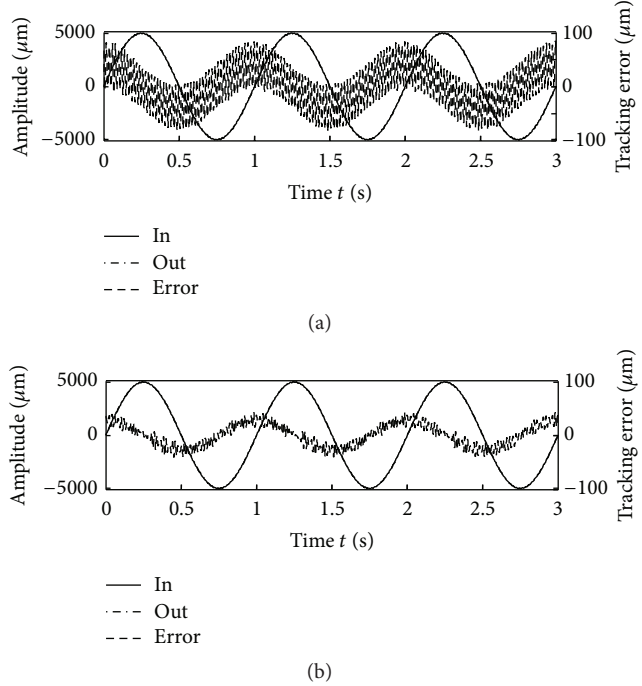 Amplitude (μm)
5000
0
−5000
100
0
−100
Tracking error (μm)
0 0.5 1 1.5 2 2.5 3
Time t (s)
In
Out
Error
(a)
Amplitude (μm)
5000
0
−5000
100
0
−100
Tracking error (μm)
0 0.5 1 1.5 2 2.5 3
Time t (s)
In
Out
Error
(b)